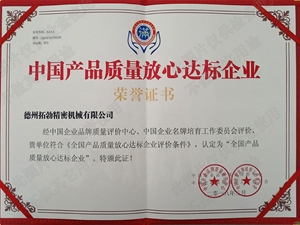 中国产品质量放心达标企业
荣誉证书
德州拓勃精密机械有限公司
经中国企业品牌质量评价中心、中国企业名牌培育工作委员会评价,
贵单位符合《全国产品质量放心达标企业评价条件》,认定为“全国产品
质量放心达标企业”。特颁此证!